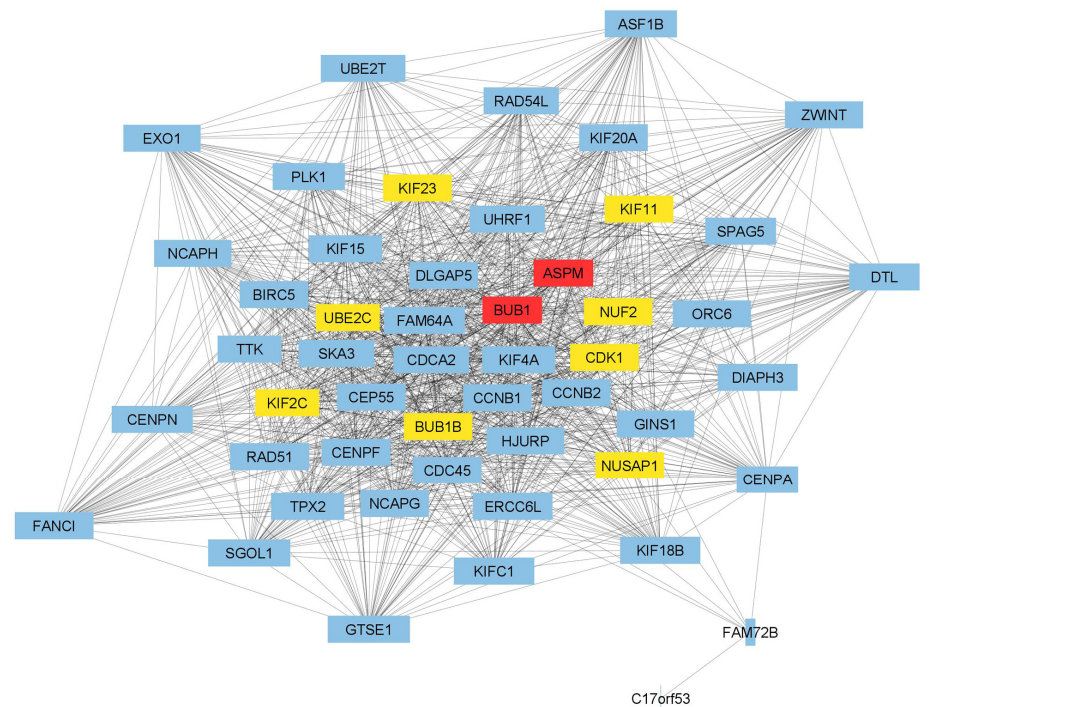 ASF1B
UBE2T
RAD54L
ZWINT
EXO1
KIF20A
PLK1
KIF23
KIF11
UHRF1
SPAG5
NCAPH
KIF15
DLGAP5
ASPM
DTL
BIRC5
BUB1
NUF2
ORC6
UBE2C
FAM64A
TTK
SKA3
CDCA2
KIF4A
CDK1
DIAPH3
KIF2C
CEP55
CCNB1
CCNB2
CENPN
BUB1B
GINS1
HJURP
RAD51
CENPF
CDC45
NUSAP1
CENPA
TPX2
NCAPG
ERCC6L
FANCI
SGOL1
KIF18B
KIFC1
GTSE1
FAM72B
C17orf53